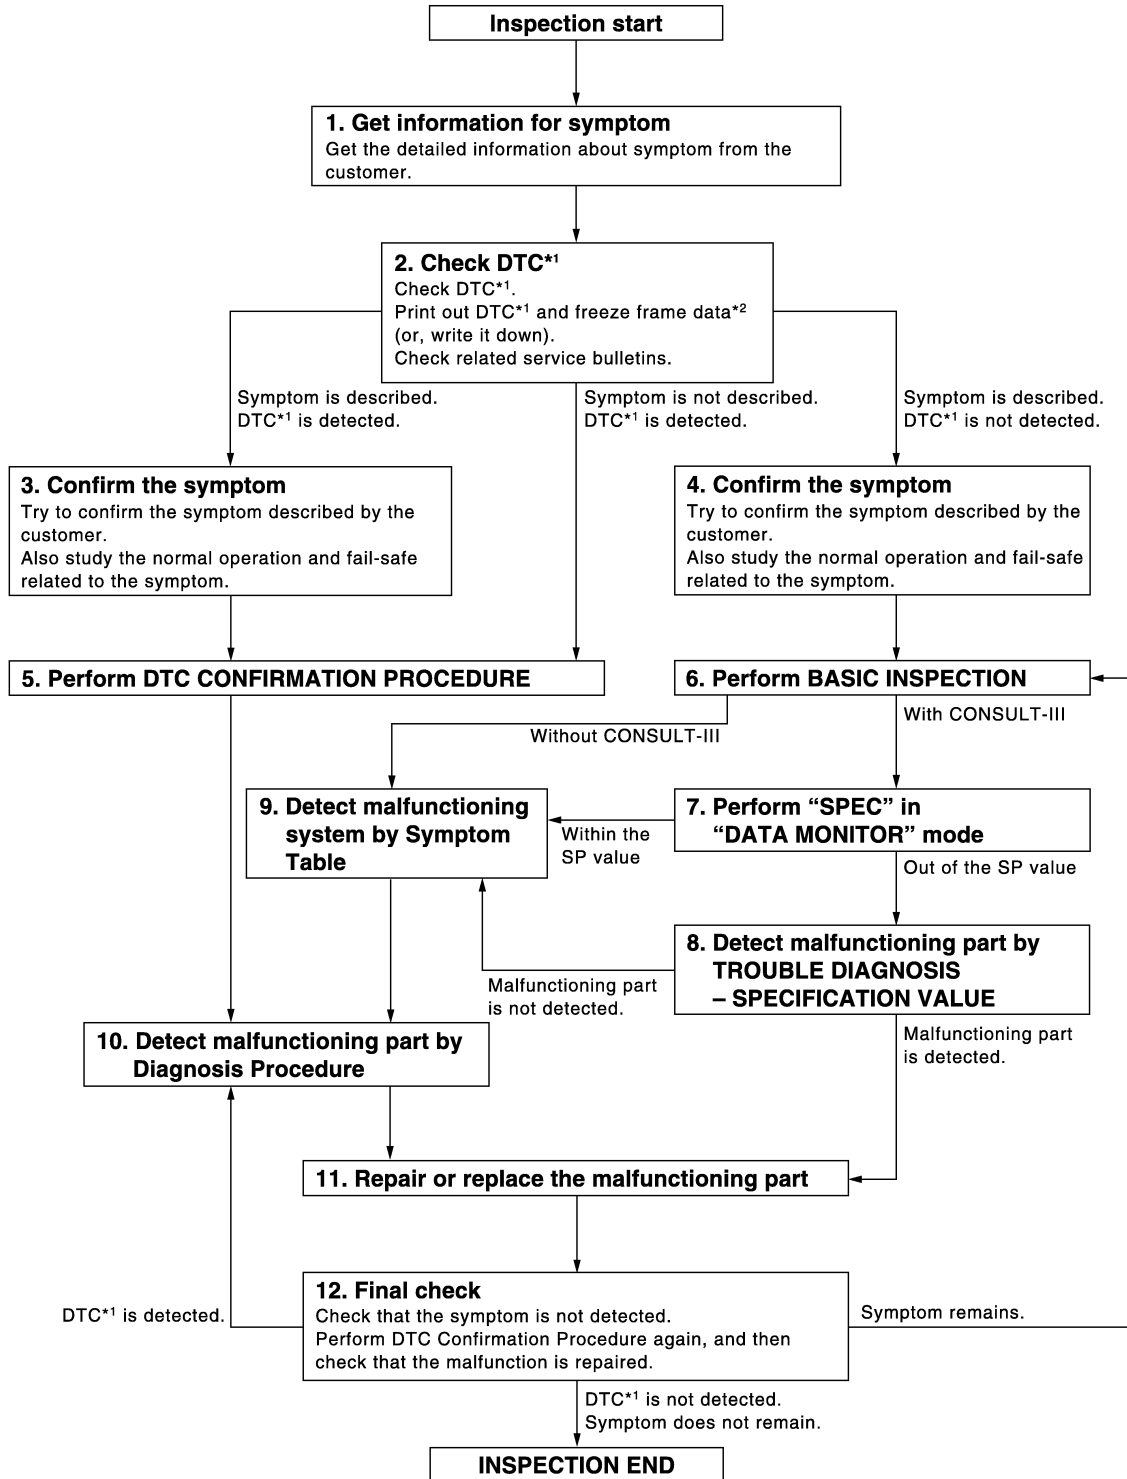 Inspection start
1. Get information for symptom
Get the detailed information about symptom from the
customer.
2. Check DTC*1
Check DTC*1.
Print out DTC*1 and freeze frame data*2
(or, write it down).
Check related service bulletins.
Symptom is described.
DTC*1 is detected.
Symptom is not described.
DTC*1 is detected.
Symptom is described.
DTC*1 is not detected.
3. Confirm the symptom
Try to confirm the symptom described by the
customer.
Also study the normal operation and fail-safe
related to the symptom.
4. Confirm the symptom
Try to confirm the symptom described by the
customer.
Also study the normal operation and fail-safe
related to the symptom.
5. Perform DTC CONFIRMATION PROCEDURE
6. Perform BASIC INSPECTION
Without CONSULT-III
With CONSULT-III
9. Detect malfunctioning
system by Symptom
Table
Within the
SP value
7. Perform “SPEC” in
“DATA MONITOR” mode
Out of the SP value
8. Detect malfunctioning part by
TROUBLE DIAGNOSIS
– SPECIFICATION VALUE
Malfunctioning part
is not detected.
Malfunctioning part
is detected.
10. Detect malfunctioning part by
Diagnosis Procedure
11. Repair or replace the malfunctioning part
12. Final check
Check that the symptom is not detected.
Perform DTC Confirmation Procedure again, and then
check that the malfunction is repaired.
DTC*1 is detected.
Symptom remains.
DTC*1 is not detected.
Symptom does not remain.
INSPECTION END